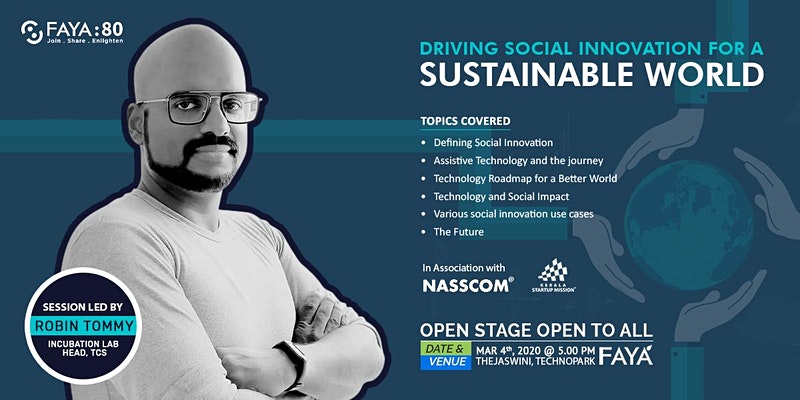 FAYA:80
Join . Share . Enlighten
DRIVING SOCIAL INNOVATION FOR A
SUSTAINABLE WORLD
TOPICS COVERED
• Defining Social Innovation
• Assistive Technology and the journey
• Technology Roadmap for a Better World
• Technology and Social Impact
• Various social innovation use cases
• The Future
In Association with
NASSCOM®
KERALA
STARTUP MISSION
SESSION LED BY
ROBIN TOMMY
INCUBATION LAB
HEAD, TCS
OPEN STAGE OPEN TO ALL
DATE &
VENUE
MAR 4th, 2020 @ 5.00 PM
THEJASWINI, TECHNOPARK
FAYA